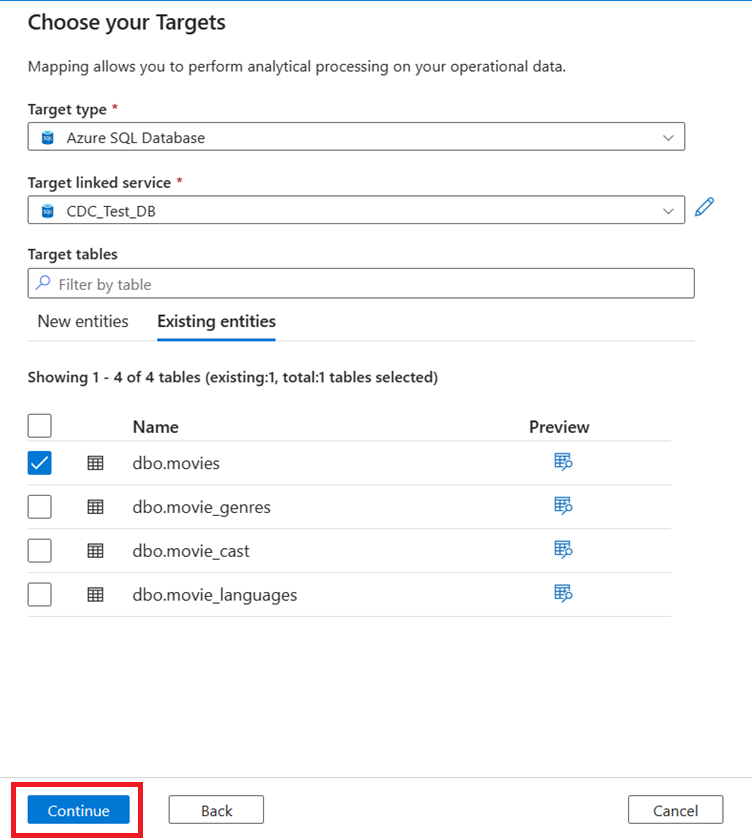 Choose your Targets
Mapping allows you to perform analytical processing on your operational data.
Target type *
SQL Azure SQL Database
Target linked service *
SQL CDC_Test_DB
Target tables
Filter by table
New entities Existing entities
Showing 1 - 4 of 4 tables (existing:1, total:1 tables selected)
Name Preview
dbo.movies
dbo.movie_genres
dbo.movie_cast
dbo.movie_languages
Continue Back Cancel